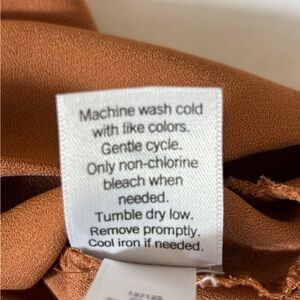 Machine wash cold
with like colors.
Gentle cycle.
Only non-chlorine
bleach when
needed.
Tumble dry low.
Remove promptly.
Cool iron if needed.